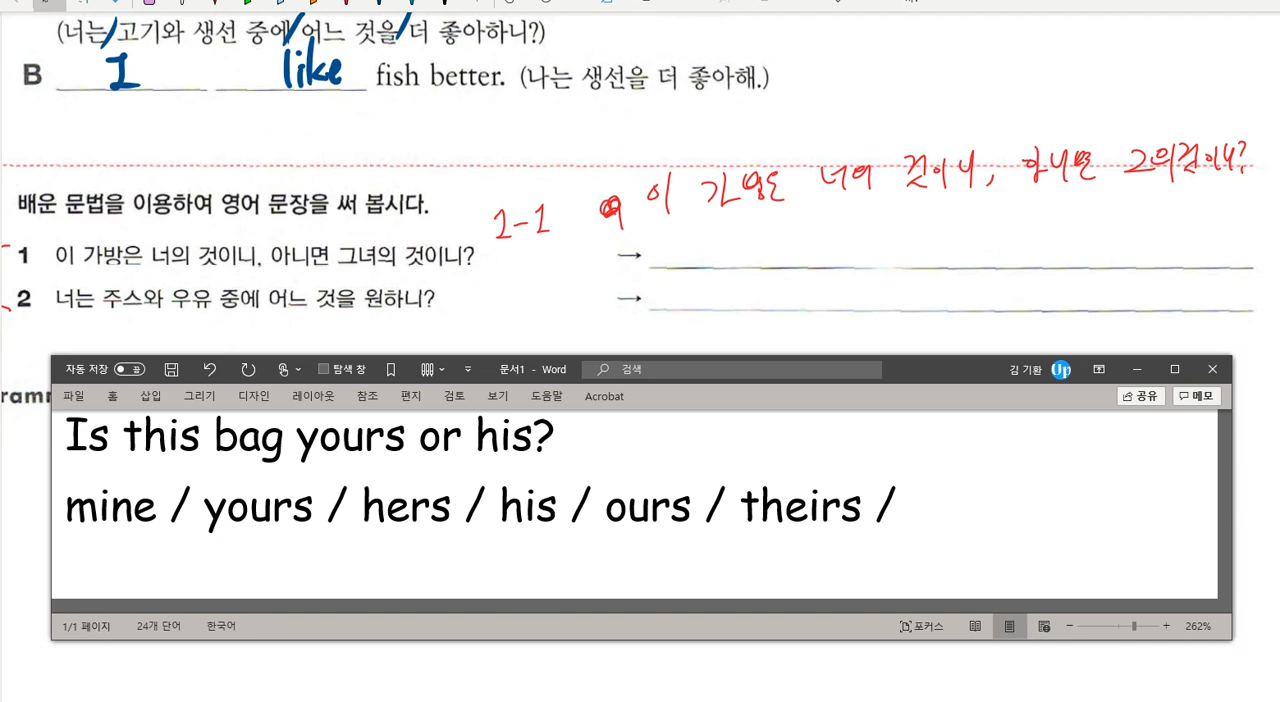 (너는/고기와 생선 중에/어느 것을/더 좋아하니?)
B I like fish better. (나는 생선을 더 좋아해.)
1-1 이 가방은 너의 것이니, 아니면 그의것이니?
배운 문법을 이용하여 영어 문장을 써 봅시다.
1 이 가방은 너의 것이니, 아니면 그녀의 것이니? →
2 너는 주스와 우유 중에 어느 것을 원하니? →
자동 저장 탐색 창 문서1 - Word 검색 김 기환 Up
파일 홈 삽입 그리기 디자인 레이아웃 참조 편지 검토 보기 도움말 Acrobat 공유 메모
Is this bag yours or his?
mine / yours / hers / his / ours / theirs /
1/1 페이지 24개 단어 한국어 포커스 262%